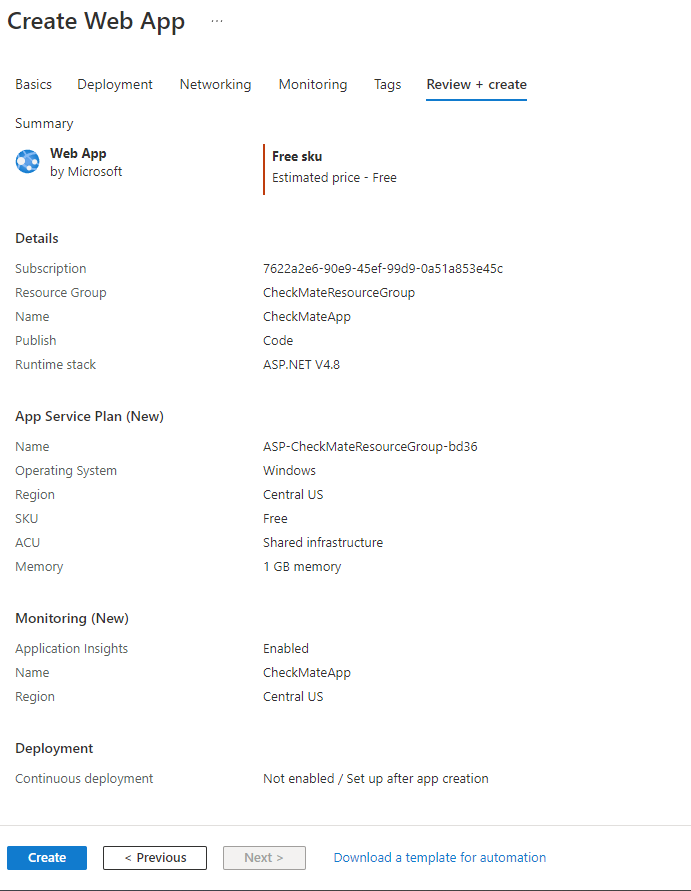 Create Web App ...
Basics Deployment Networking Monitoring Tags Review + create
Summary
Web App
by Microsoft
Free sku
Estimated price - Free
Details
Subscription 7622a2e6-90e9-45ef-99d9-0a51a853e45c
Resource Group CheckMateResourceGroup
Name CheckMateApp
Publish Code
Runtime stack ASP.NET V4.8
App Service Plan (New)
Name ASP-CheckMateResourceGroup-bd36
Operating System Windows
Region Central US
SKU Free
ACU Shared infrastructure
Memory 1 GB memory
Monitoring (New)
Application Insights Enabled
Name CheckMateApp
Region Central US
Deployment
Continuous deployment Not enabled / Set up after app creation
Create < Previous Next > Download a template for automation